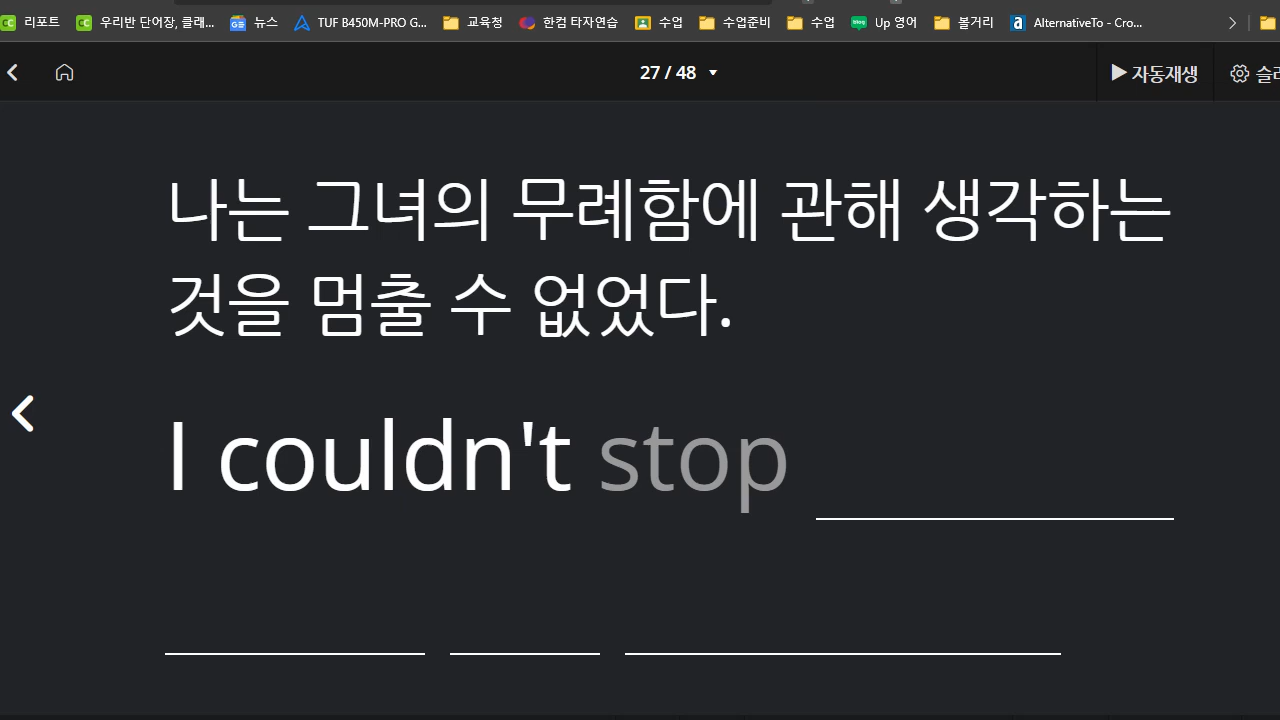 리포트 우리반 단어장, 클래... 뉴스 TUF B450M-PRO G... 교육청 한컴 타자연습 수업 수업준비 수업 Up 영어 볼거리 AlternativeTo - Cro...
27 / 48 자동재생
나는 그녀의 무례함에 관해 생각하는
것을 멈출 수 없었다.
I couldn't stop